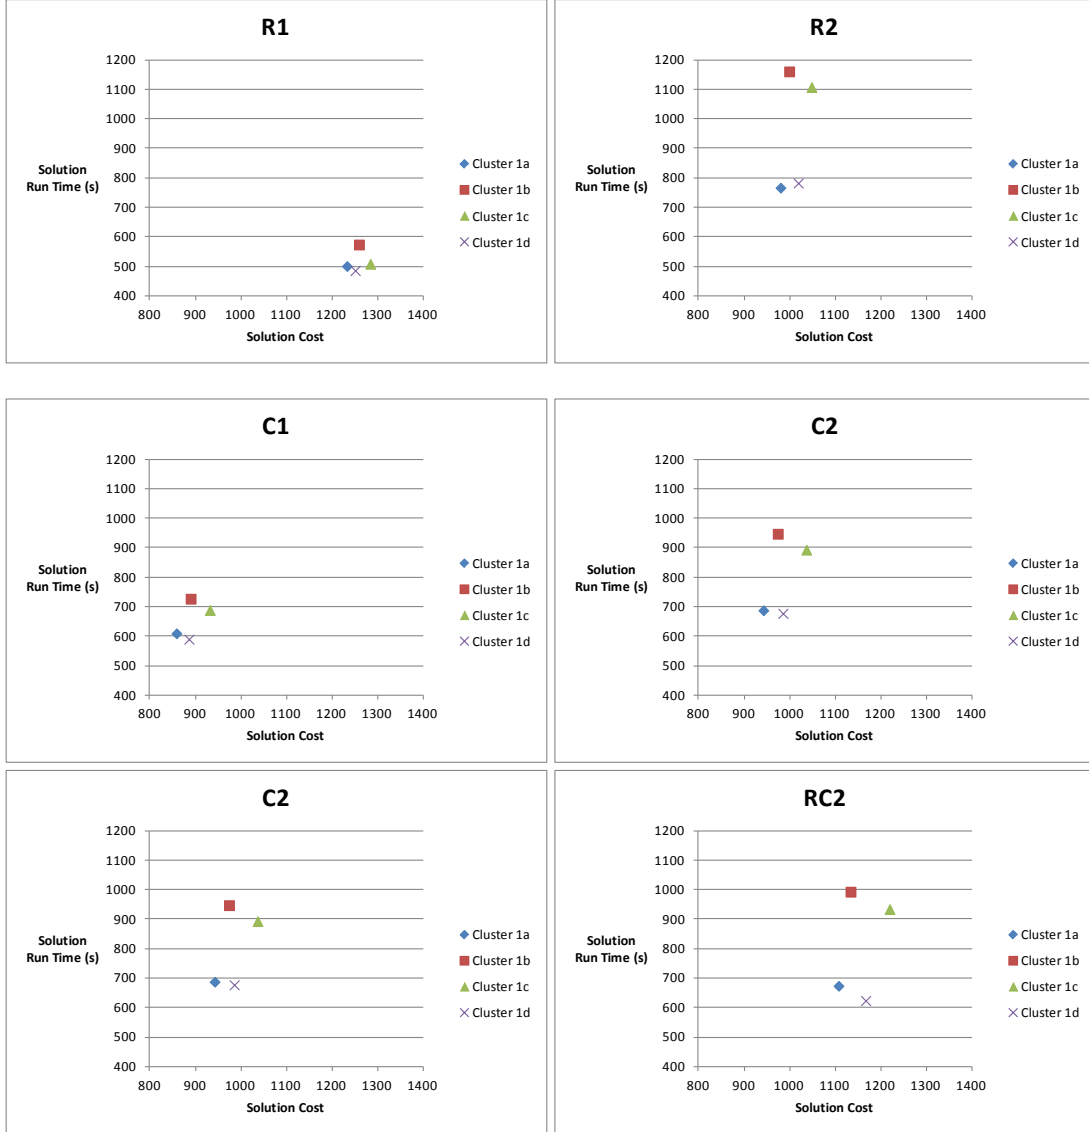 R1
1200
1100
1000
900
800
700
600
500
400
Solution
Run Time (s)
800 900 1000 1100 1200 1300 1400
Solution Cost
Cluster 1a
Cluster 1b
Cluster 1c
Cluster 1d
R2
1200
1100
1000
900
800
700
600
500
400
Solution
Run Time (s)
800 900 1000 1100 1200 1300 1400
Solution Cost
Cluster 1a
Cluster 1b
Cluster 1c
Cluster 1d
C1
1200
1100
1000
900
800
700
600
500
400
Solution
Run Time (s)
800 900 1000 1100 1200 1300 1400
Solution Cost
Cluster 1a
Cluster 1b
Cluster 1c
Cluster 1d
C2
1200
1100
1000
900
800
700
600
500
400
Solution
Run Time (s)
800 900 1000 1100 1200 1300 1400
Solution Cost
Cluster 1a
Cluster 1b
Cluster 1c
Cluster 1d
C2
1200
1100
1000
900
800
700
600
500
400
Solution
Run Time (s)
800 900 1000 1100 1200 1300 1400
Solution Cost
Cluster 1a
Cluster 1b
Cluster 1c
Cluster 1d
RC2
1200
1100
1000
900
800
700
600
500
400
Solution
Run Time (s)
800 900 1000 1100 1200 1300 1400
Solution Cost
Cluster 1a
Cluster 1b
Cluster 1c
Cluster 1d